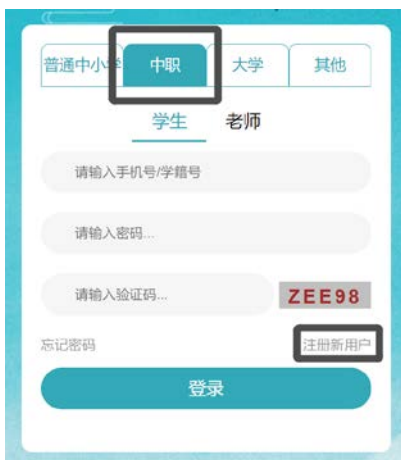 普通中小学 中职 大学 其他
学生 老师
请输入手机号/学籍号
请输入密码...
请输入验证码... ZEE98
忘记密码 注册新用户
登录